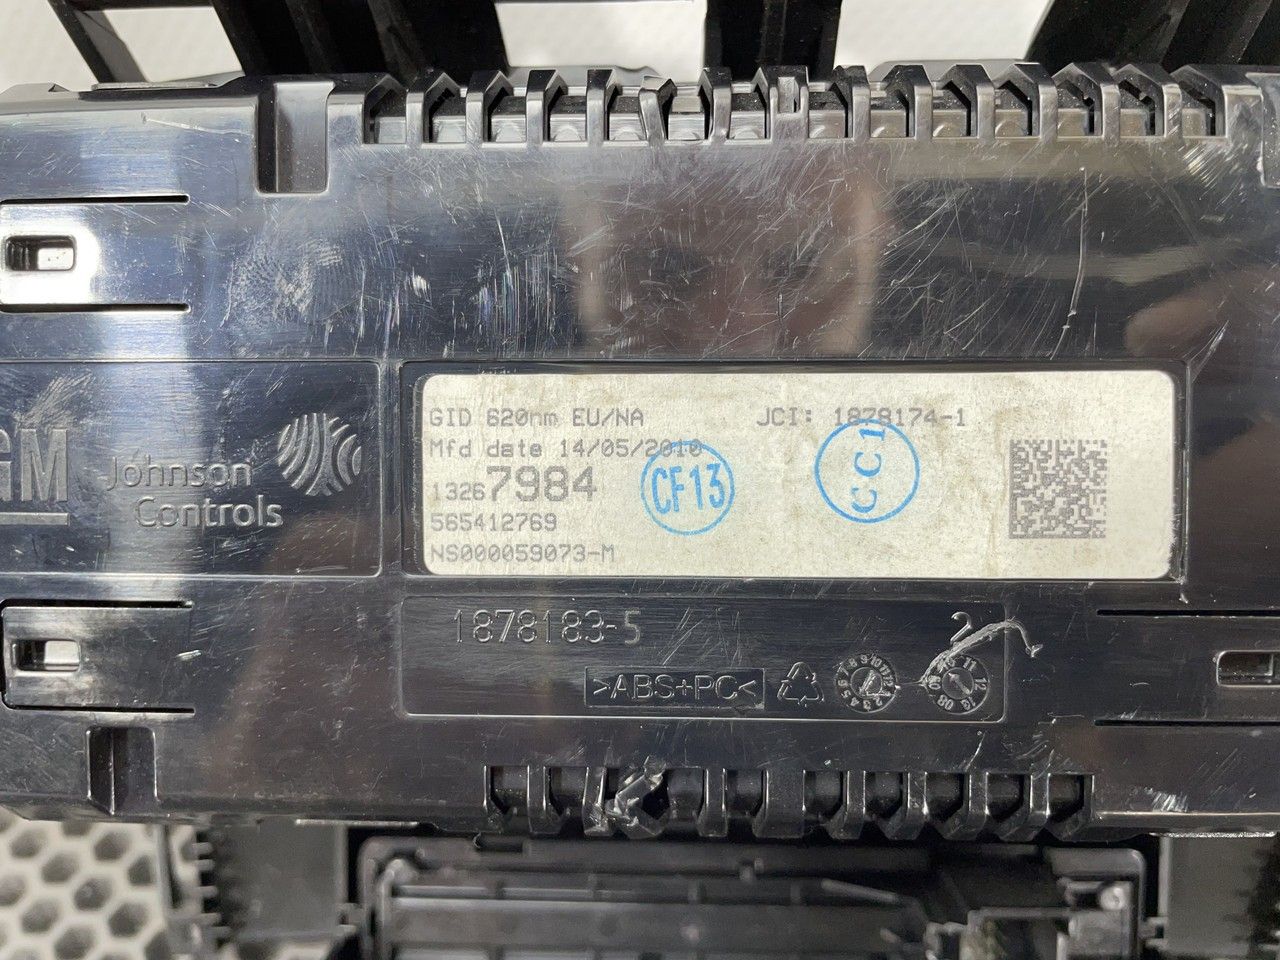 GM
Johnson
Controls
GID 620nm EU/NA JCI: 1878174-1
Mfd date 14/05/2010
13267984
565412769
NS000059073-M
CF13
CC1
1878183-5
>ABS+PC<